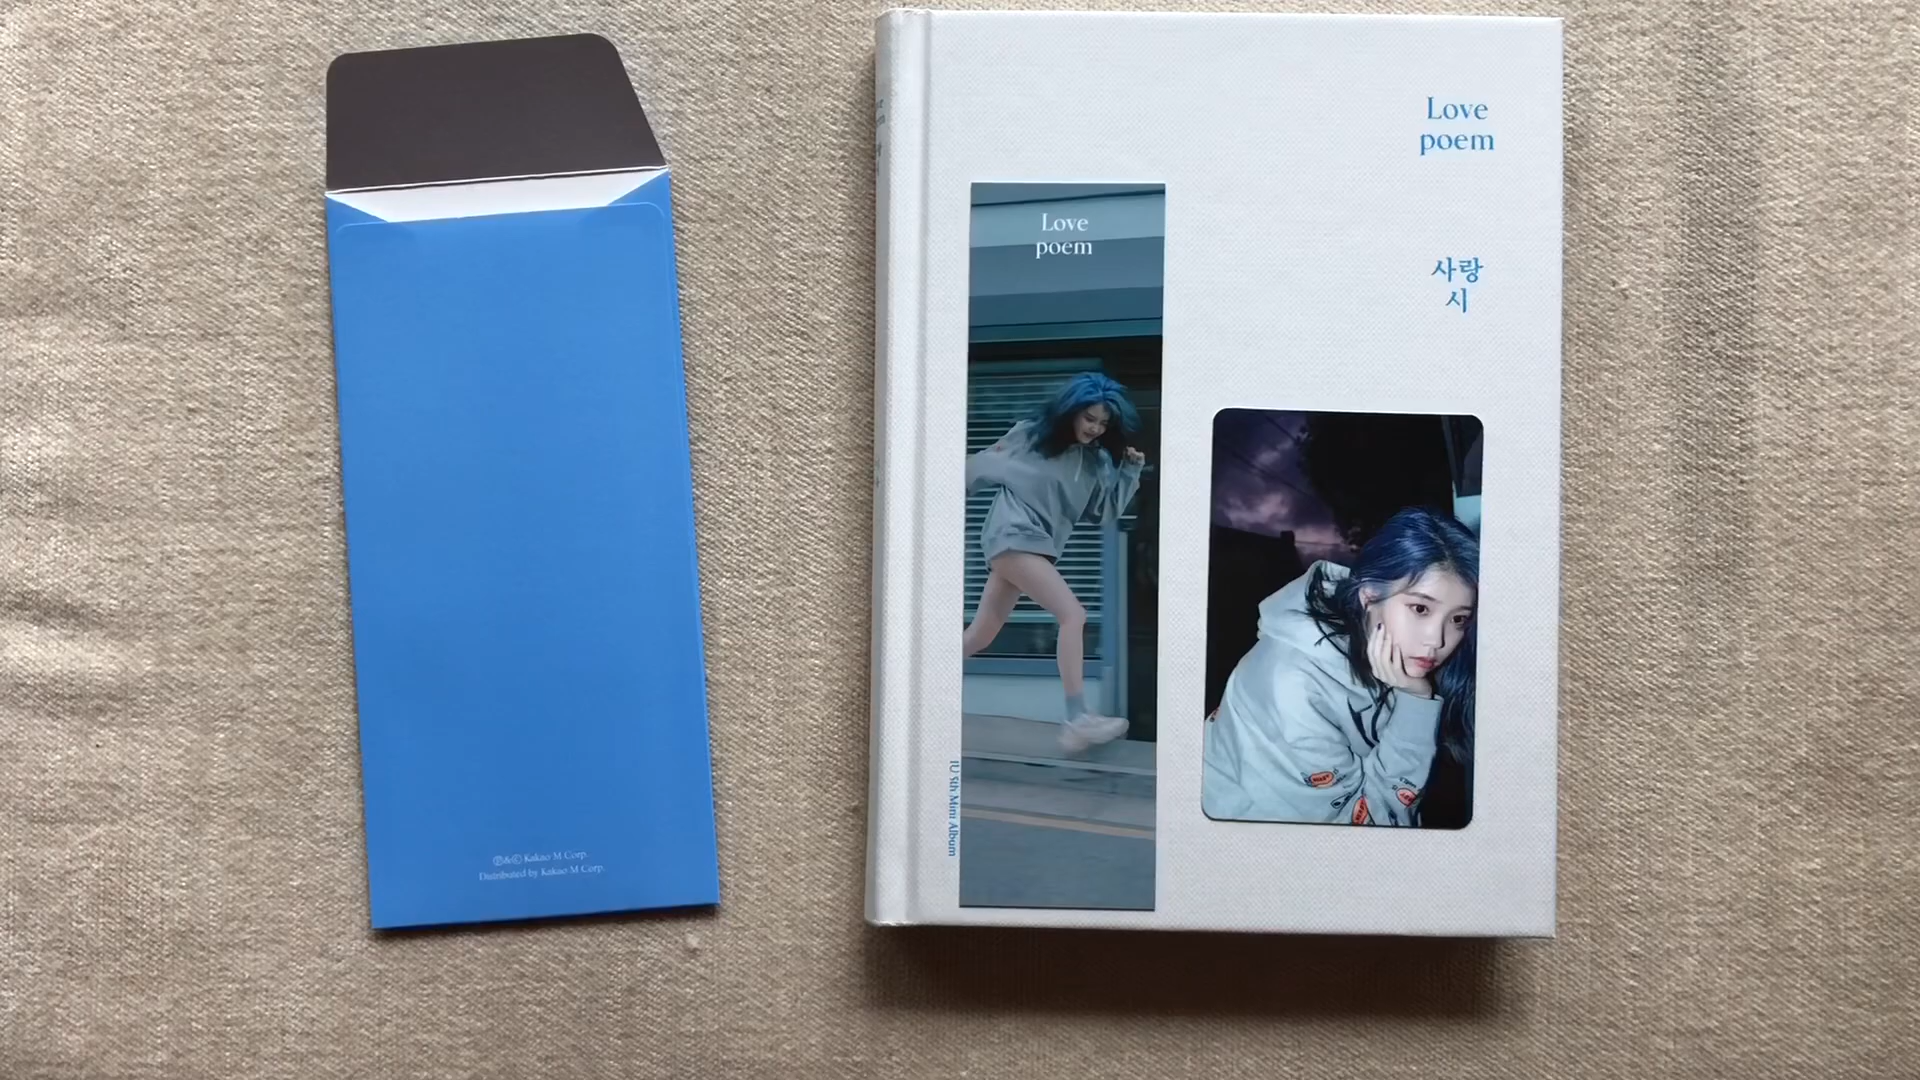 Ⓟ&Ⓒ Kakao M Corp.
Distributed by Kakao M Corp.
Love
poem
사랑
시
Love
poem
IU 5th Mini Album